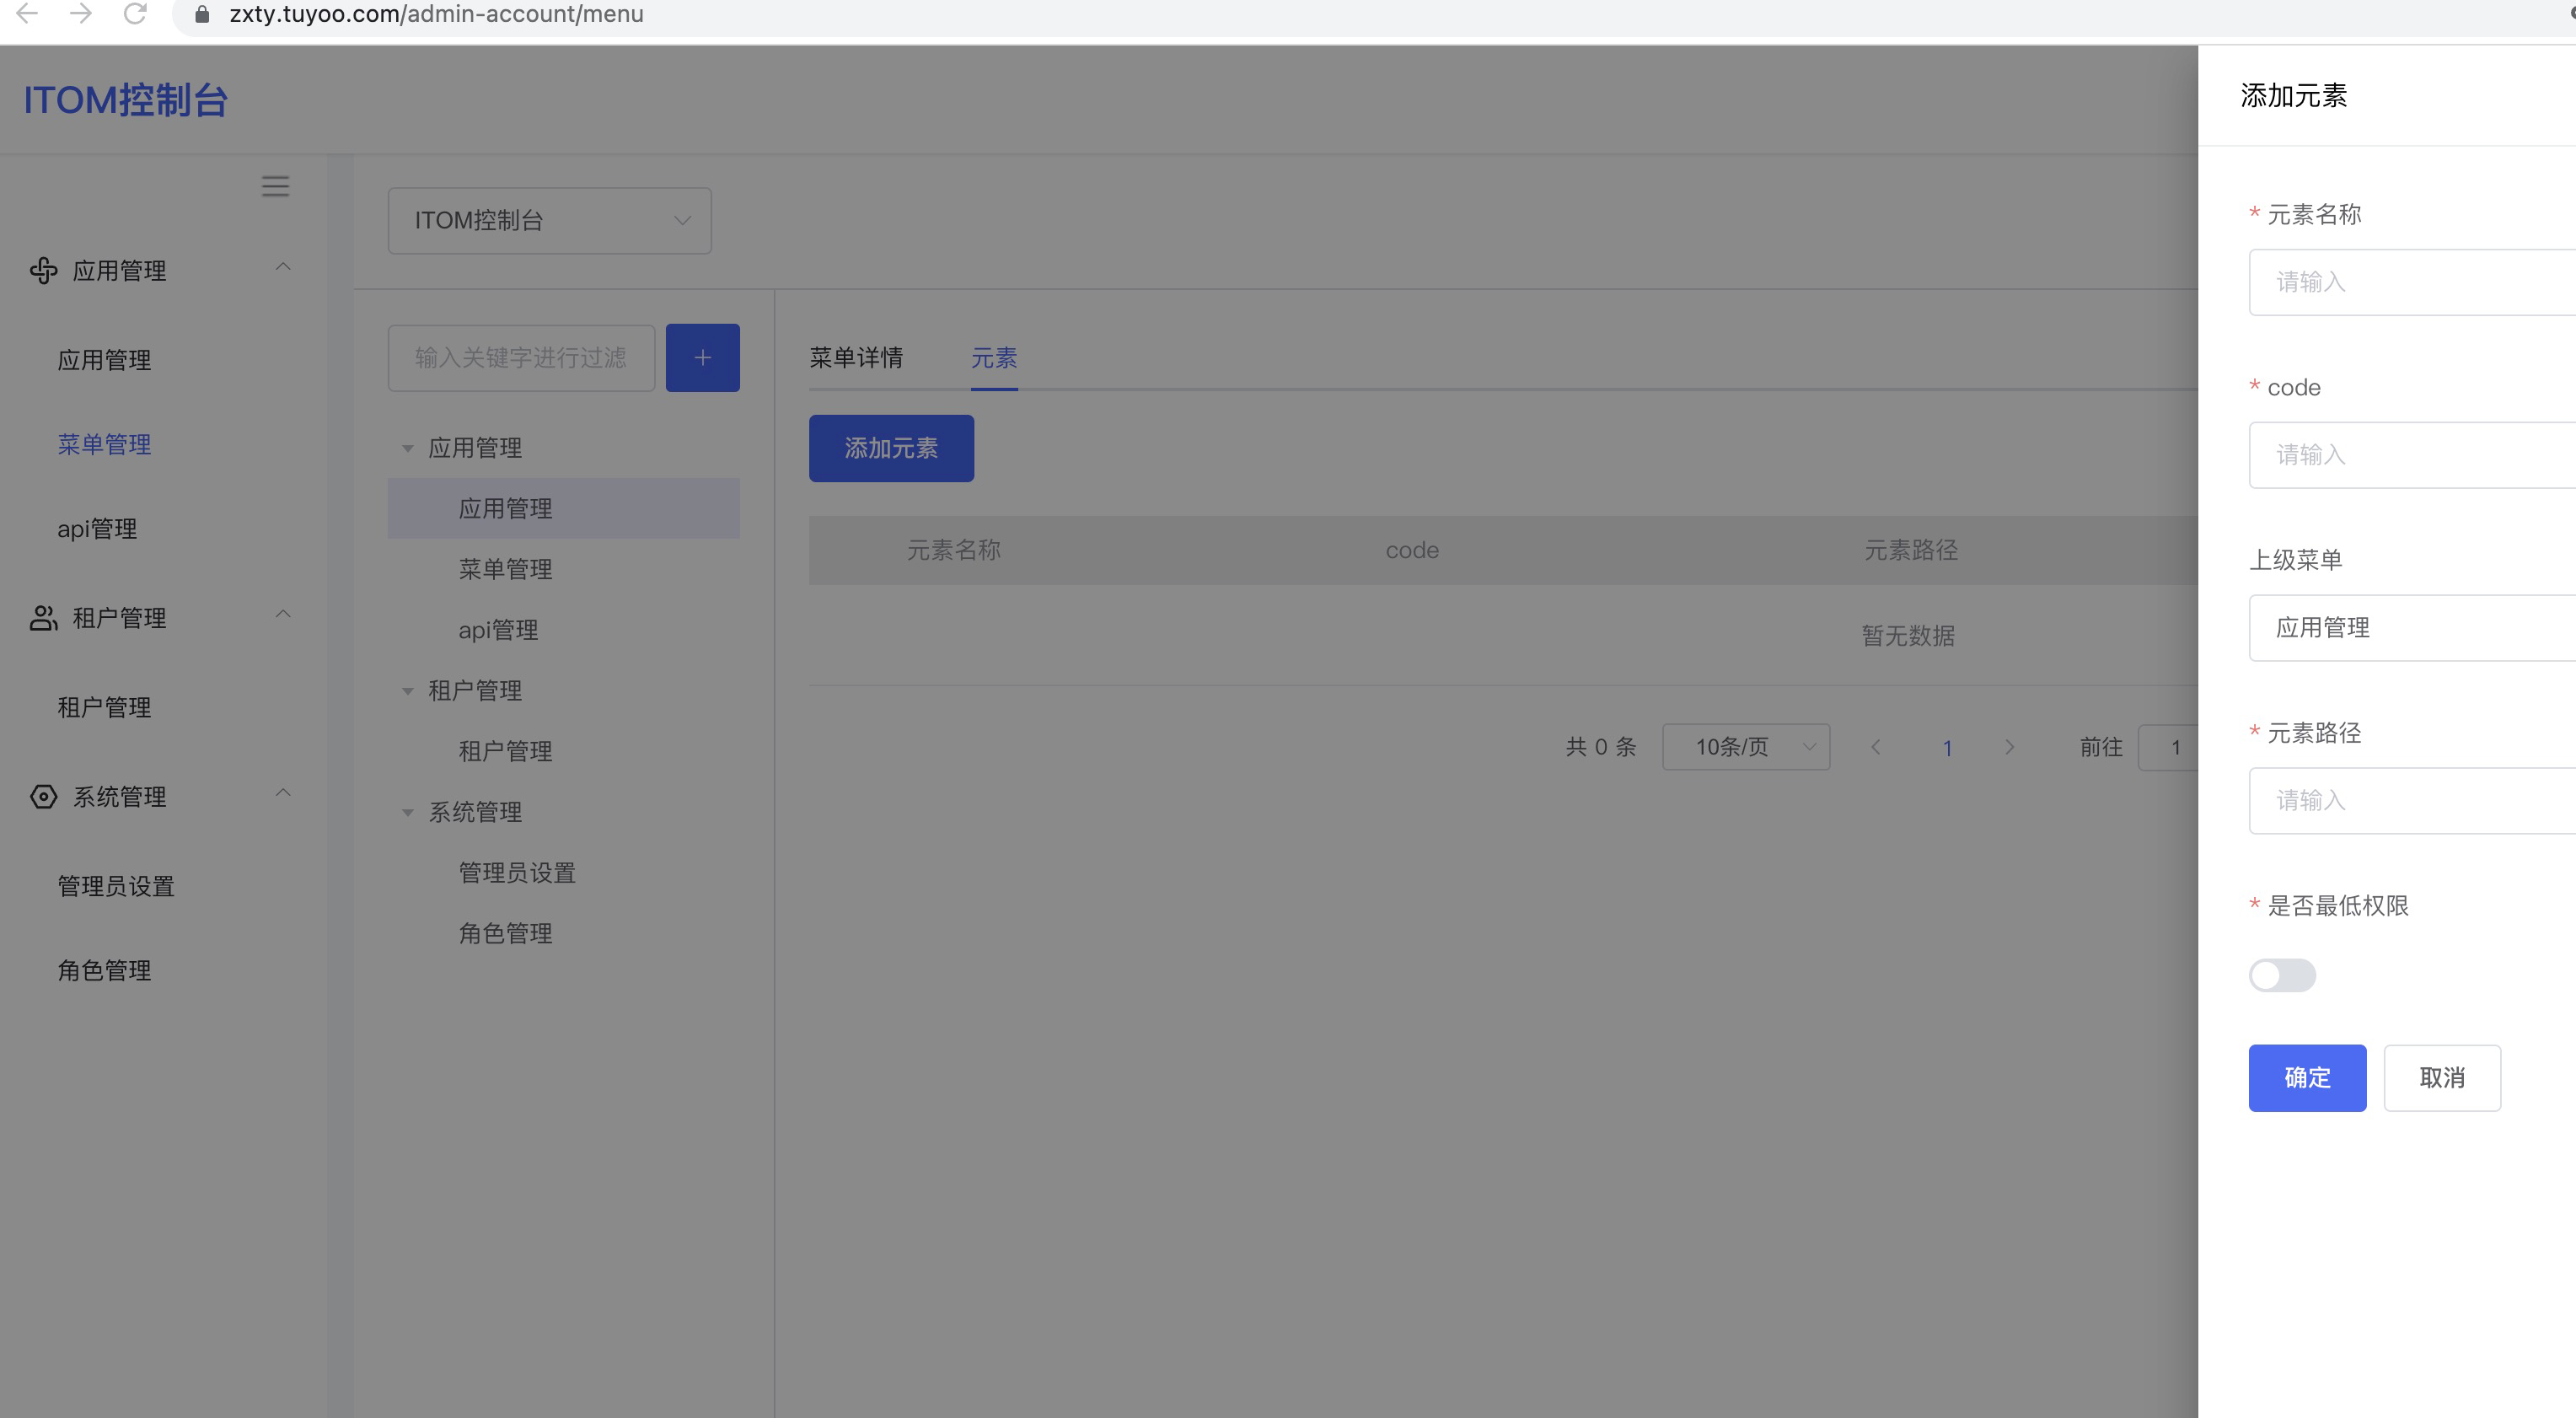 zxty.tuyoo.com/admin-account/menu
ITOM控制台
应用管理
应用管理
菜单管理
api管理
租户管理
租户管理
系统管理
管理员设置
角色管理
ITOM控制台
输入关键字进行过滤
+
应用管理
应用管理
菜单管理
api管理
租户管理
租户管理
系统管理
管理员设置
角色管理
菜单详情 元素
添加元素
元素名称 code 元素路径
暂无数据
共 0 条 10条/页 1 前往 1
添加元素
* 元素名称
请输入
* code
请输入
上级菜单
应用管理
* 元素路径
请输入
* 是否最低权限
确定 取消